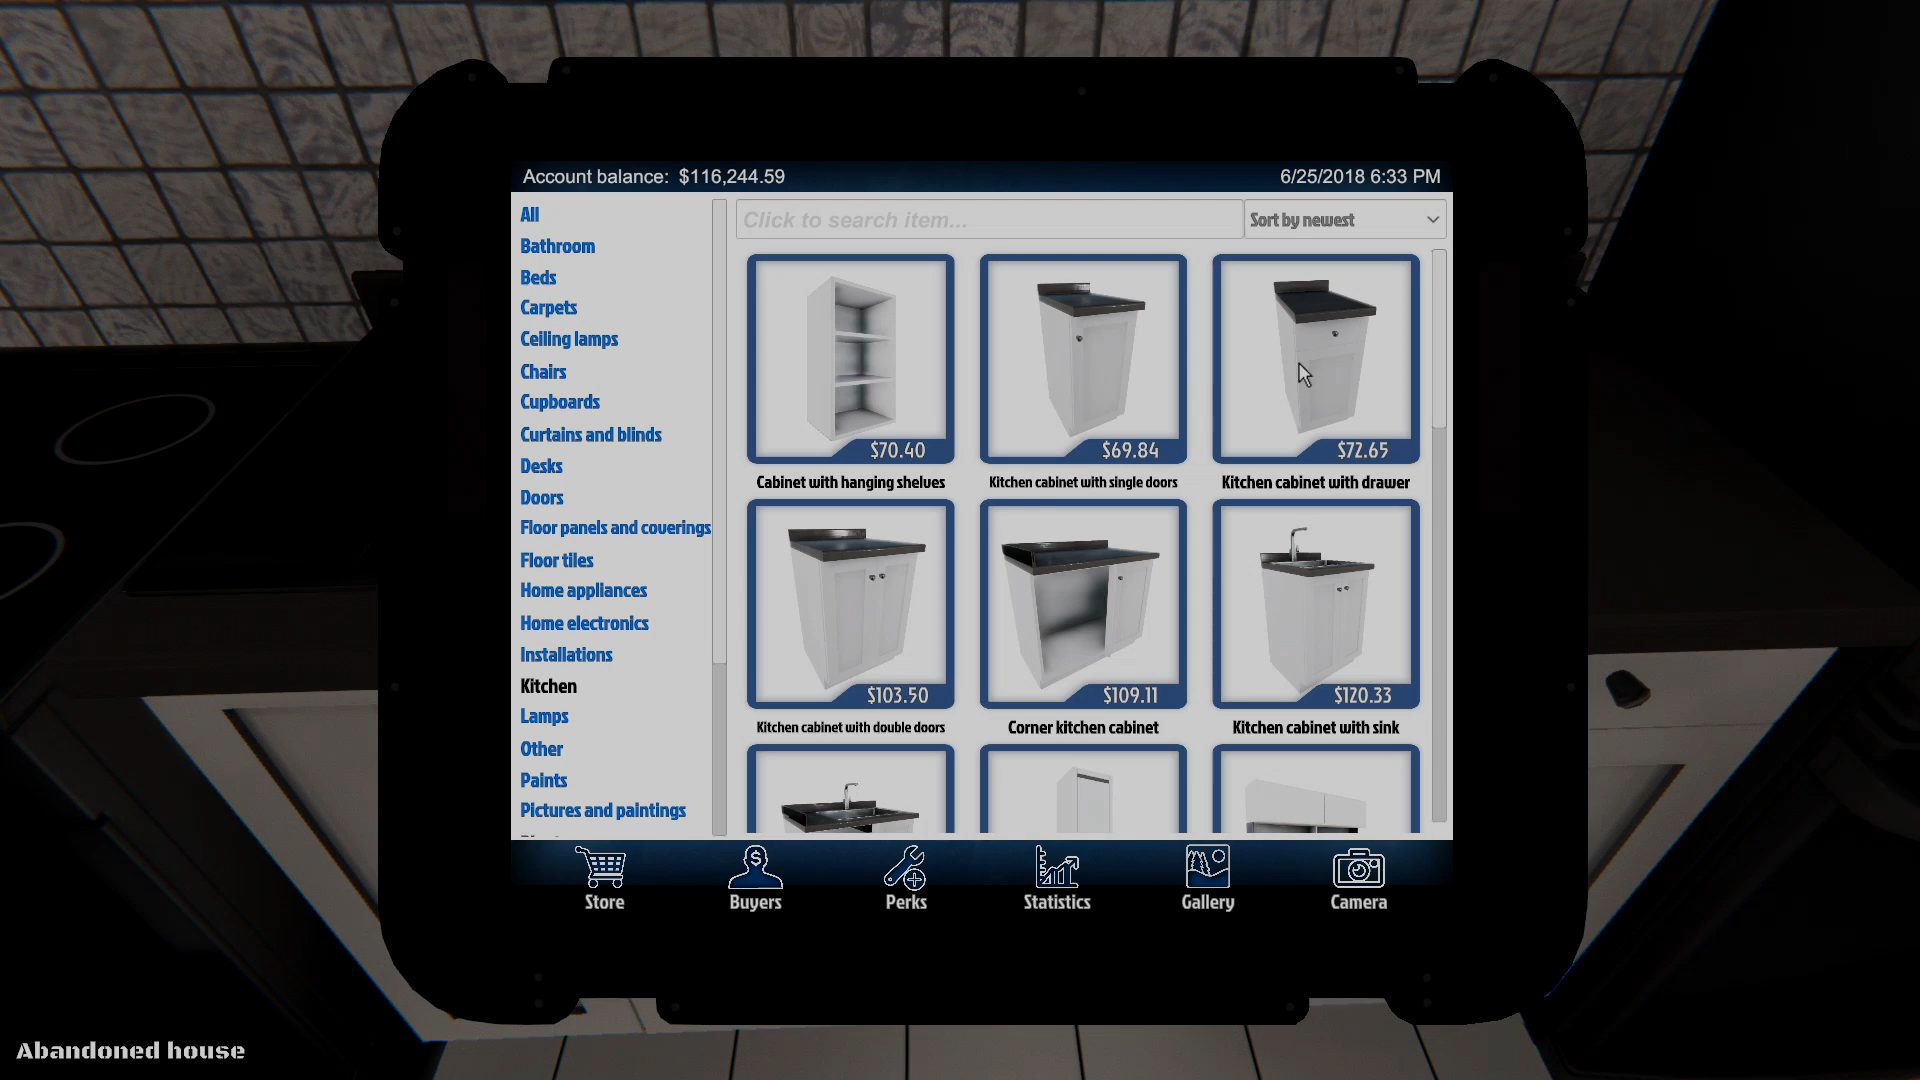 Account balance: $116,244.59
6/25/2018 6:33 PM
All
Bathroom
Beds
Carpets
Ceiling lamps
Chairs
Cupboards
Curtains and blinds
Desks
Doors
Floor panels and coverings
Floor tiles
Home appliances
Home electronics
Installations
Kitchen
Lamps
Other
Paints
Pictures and paintings
Click to search item...
Sort by newest
$70.40
$69.84
$72.65
Cabinet with hanging shelves
Kitchen cabinet with single doors
Kitchen cabinet with drawer
$103.50
$109.11
$120.33
Kitchen cabinet with double doors
Corner kitchen cabinet
Kitchen cabinet with sink
Store
Buyers
Perks
Statistics
Gallery
Camera
Abandoned house